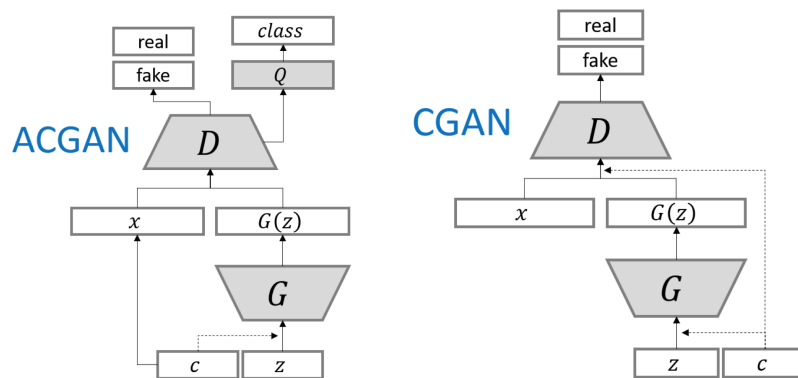 ACGAN
real
fake
class
Q
D
x
G(z)
G
c
z
CGAN
real
fake
D
x
G(z)
G
z
c